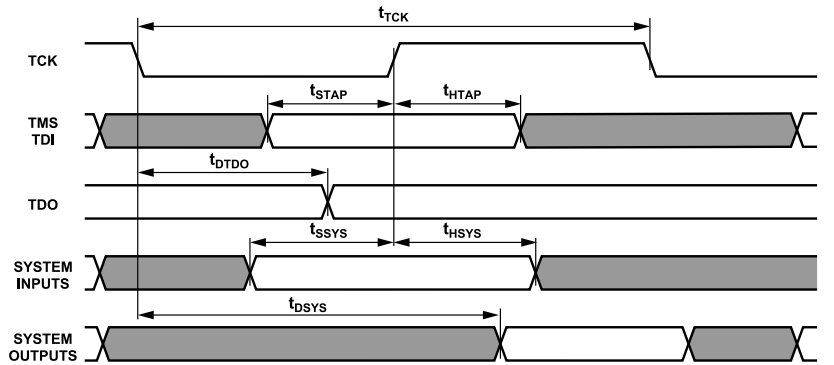 tTCK
TCK
tSTAP
tHTAP
TMS
TDI
tDTDO
TDO
tSSYS
tHSYS
SYSTEM
INPUTS
tDSYS
SYSTEM
OUTPUTS